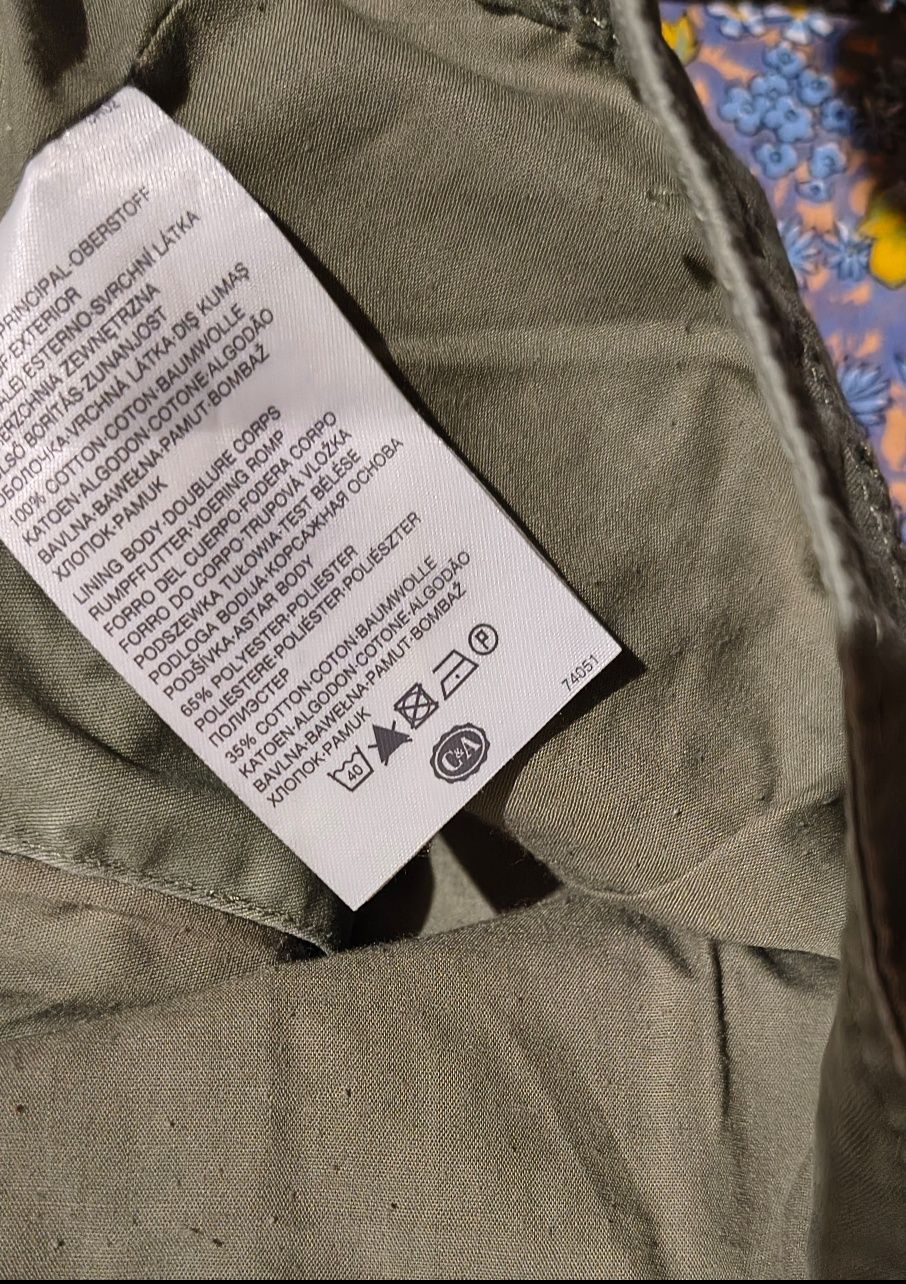 PRINCIPAL·OBERSTOFF
EXTERIOR
ESTERNO·SVRCHNÍ LÁTKA
ZEWNĘTRZNA
BORÍTÁS·ZUNANJOST
ОБОЛОЧКА·VRCHNÁ LÁTKA·DIŞ KUMAŞ
100% COTTON·COTON·BAUMWOLLE
KATOEN·ALGODON·COTONE·ALGODÃO
BAVLNA·BAWEŁNA·PAMUT·BOMBAŽ
ХЛОПОК·PAMUK
LINING BODY·DOUBLURE CORPS
RUMPFFUTTER·VOERING ROMP
FORRO DEL CUERPO·FODERA CORPO
FORRO DO CORPO·TRUPOVÁ VLOŽKA
PODSZEWKA TUŁOWIA·TEST BÉLÉSE
PODLOGA BODIJA·КОРСАЖНАЯ ОСНОВА
PODŠÍVKA·ASTAR BODY
65% POLYESTER·POLIESTER
POLIESTERE·POLIÉSTER·POLIÉSZTER
ПОЛИЭСТЕР
35% COTTON·COTON·BAUMWOLLE
KATOEN·ALGODON·COTONE·ALGODÃO
BAVLNA·BAWEŁNA·PAMUT·BOMBAŽ
ХЛОПОК·PAMUK
40
P
C&A
74051